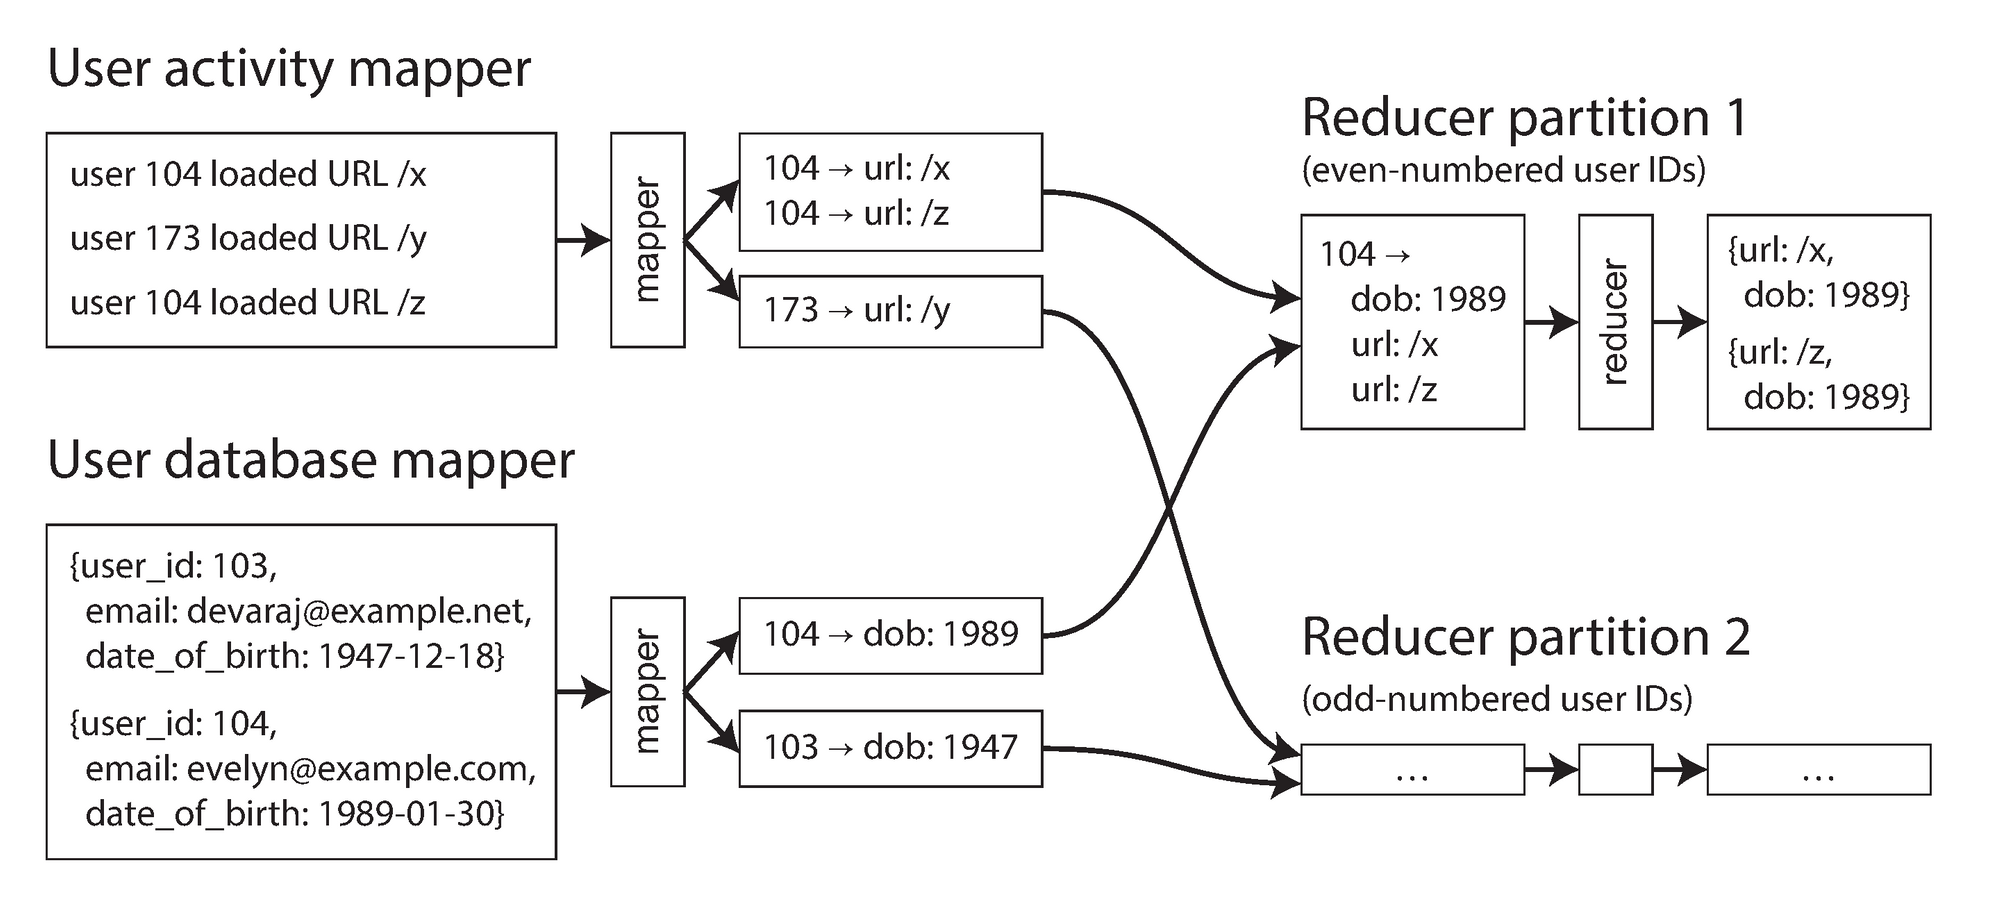 User activity mapper
user 104 loaded URL /x
user 173 loaded URL /y
user 104 loaded URL /z
mapper
104 → url: /x
104 → url: /z
173 → url: /y
Reducer partition 1
(even-numbered user IDs)
104 →
dob: 1989
url: /x
url: /z
reducer
{url: /x,
dob: 1989}
{url: /z,
dob: 1989}
User database mapper
{user_id: 103,
email: devaraj@example.net,
date_of_birth: 1947-12-18}
{user_id: 104,
email: evelyn@example.com,
date_of_birth: 1989-01-30}
mapper
104 → dob: 1989
103 → dob: 1947
Reducer partition 2
(odd-numbered user IDs)
...
...